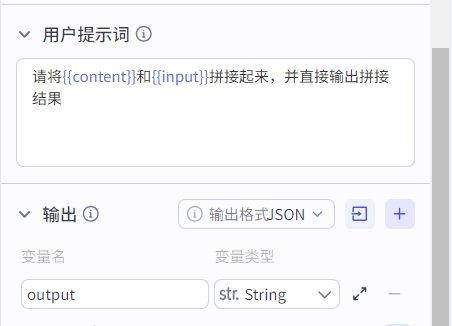 用户提示词
请将{{content}}和{{input}}拼接起来，并直接输出拼接
结果
输出 输出格式JSON
变量名 变量类型
output str. String